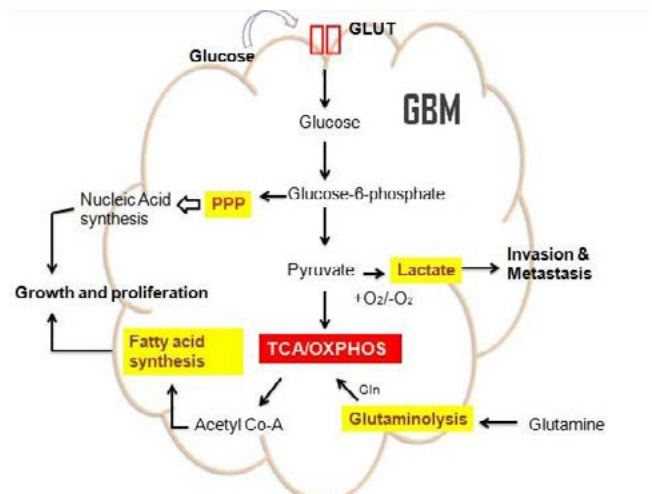 GLUT
Glucose
GBM
Glucose
Glucose-6-phosphate
PPP
Nucleic Acid
synthesis
Pyruvate
Lactate
Invasion &
Metastasis
+O₂/-O₂
Growth and proliferation
Fatty acid
synthesis
TCA/OXPHOS
Gln
Acetyl Co-A
Glutaminolysis
Glutamine